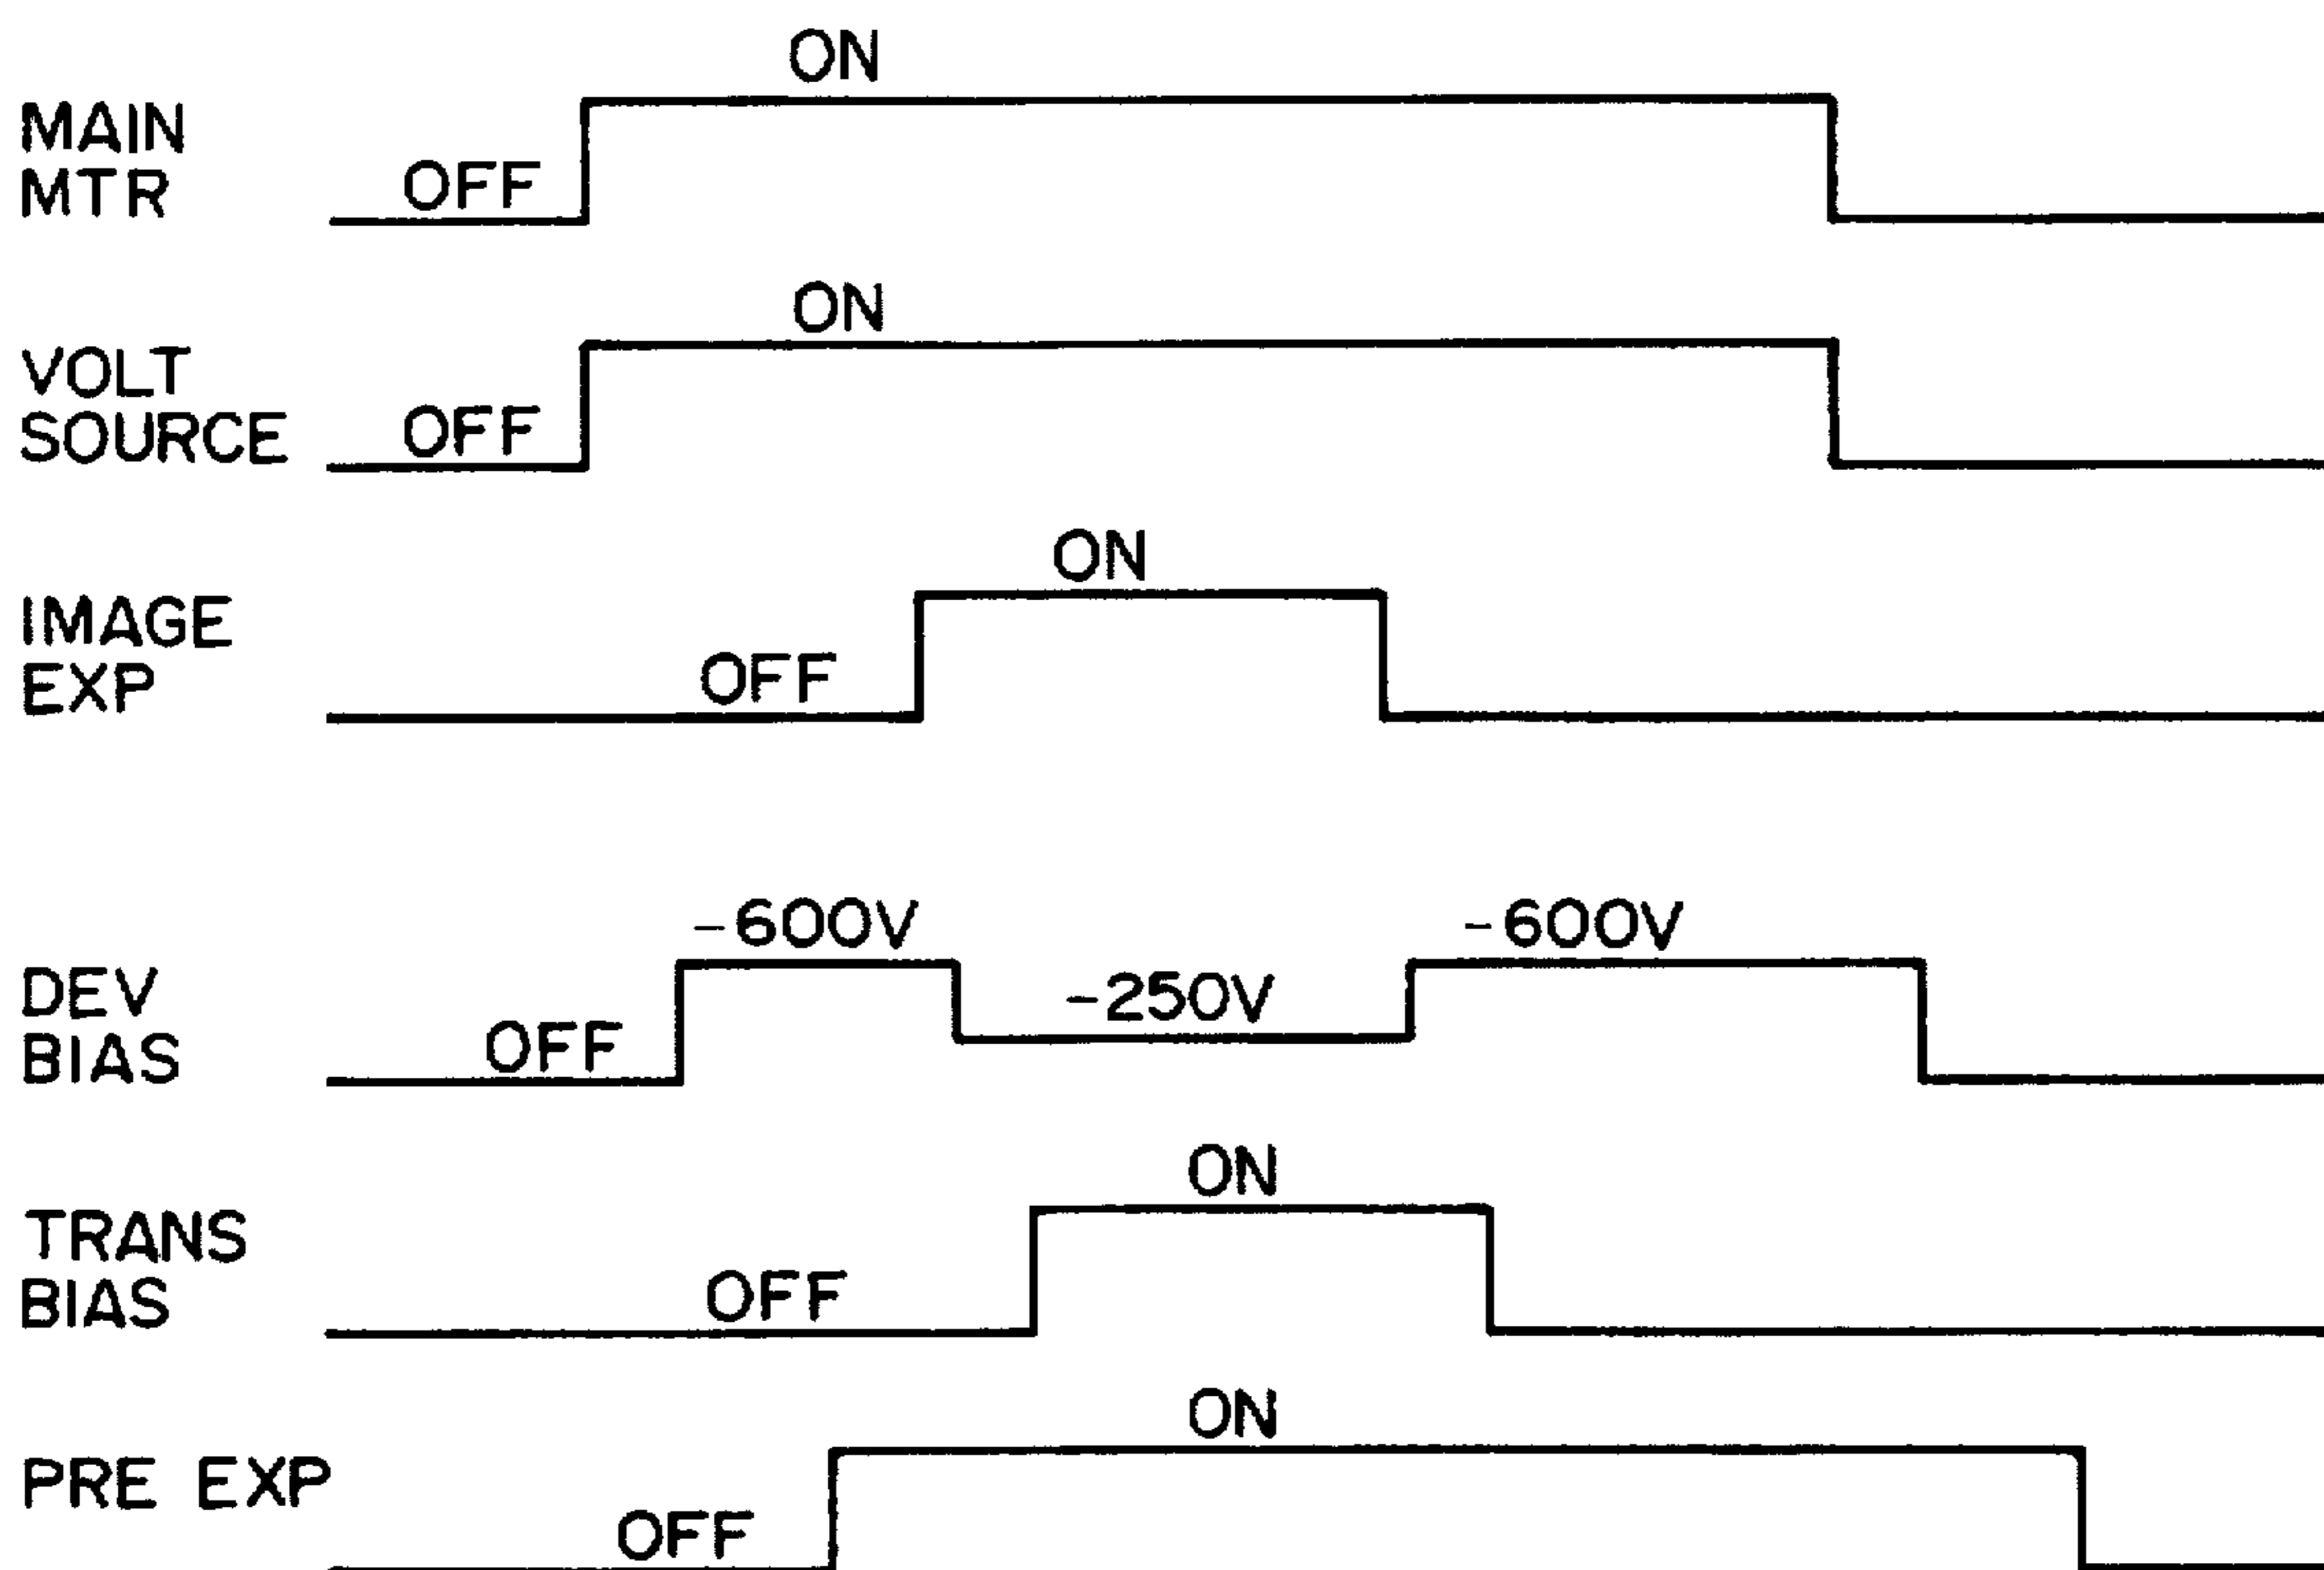 ON
MAIN
MTR
OFF
ON
VOLT
SOURCE
OFF
ON
IMAGE
EXP
OFF
-600V
-600V
-250V
DEV
BIAS
OFF
ON
TRANS
BIAS
OFF
ON
PRE EXP
OFF